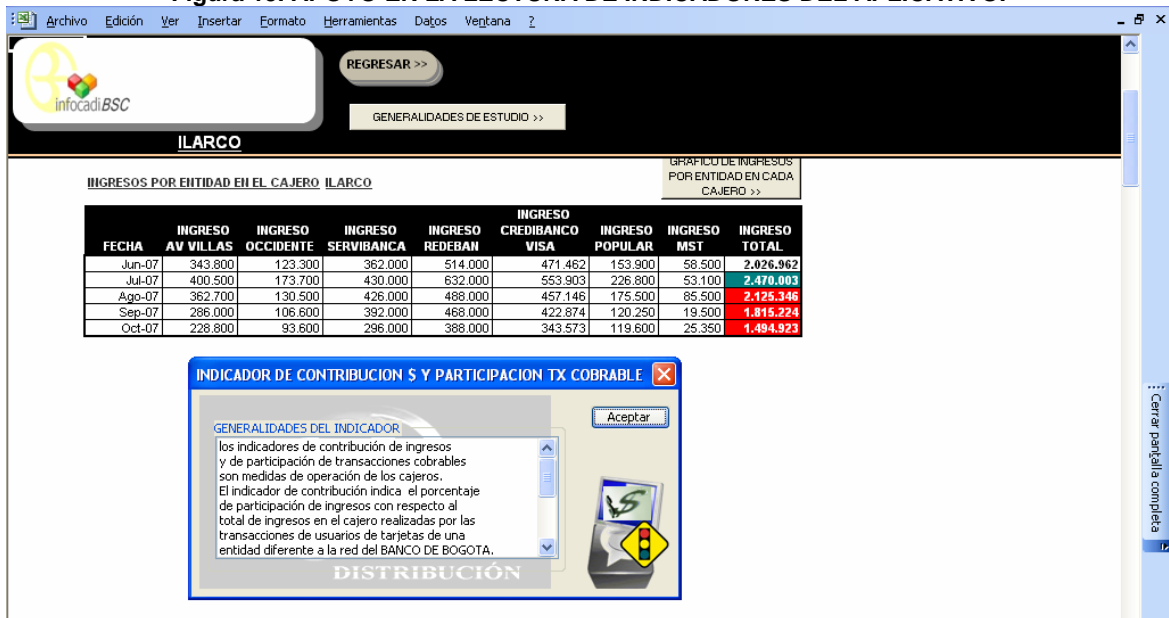 Archivo Edición Ver Insertar Formato Herramientas Datos Ventana ?
infocadiBSC
REGRESAR >>
GENERALIDADES DE ESTUDIO >>
ILARCO
INGRESOS POR ENTIDAD EN EL CAJERO ILARCO
GRAFICO DE INGRESOS
POR ENTIDAD EN CADA
CAJERO >>
FECHA INGRESO AV VILLAS INGRESO OCCIDENTE INGRESO SERVIBANCA INGRESO REDEBAN INGRESO CREDIBANCO VISA INGRESO POPULAR INGRESO MST INGRESO TOTAL
Jun-07 343.800 123.300 362.000 514.000 471.462 153.900 58.500 2.026.962
Jul-07 400.500 173.700 430.000 632.000 553.903 226.800 53.100 2.470.003
Ago-07 362.700 130.500 426.000 488.000 457.146 175.500 85.500 2.125.346
Sep-07 286.000 106.600 392.000 468.000 422.874 120.250 19.500 1.815.224
Oct-07 228.800 93.600 296.000 388.000 343.573 119.600 25.350 1.494.923
INDICADOR DE CONTRIBUCION $ Y PARTICIPACION TX COBRABLE
Aceptar
GENERALIDADES DEL INDICADOR
los indicadores de contribución de ingresos
y de participación de transacciones cobrables
son medidas de operación de los cajeros.
El indicador de contribución indica el porcentaje
de participación de ingresos con respecto al
total de ingresos en el cajero realizadas por las
transacciones de usuarios de tarjetas de una
entidad diferente a la red del BANCO DE BOGOTA.
DISTRIBUCIÓN
Cerrar pantalla completa